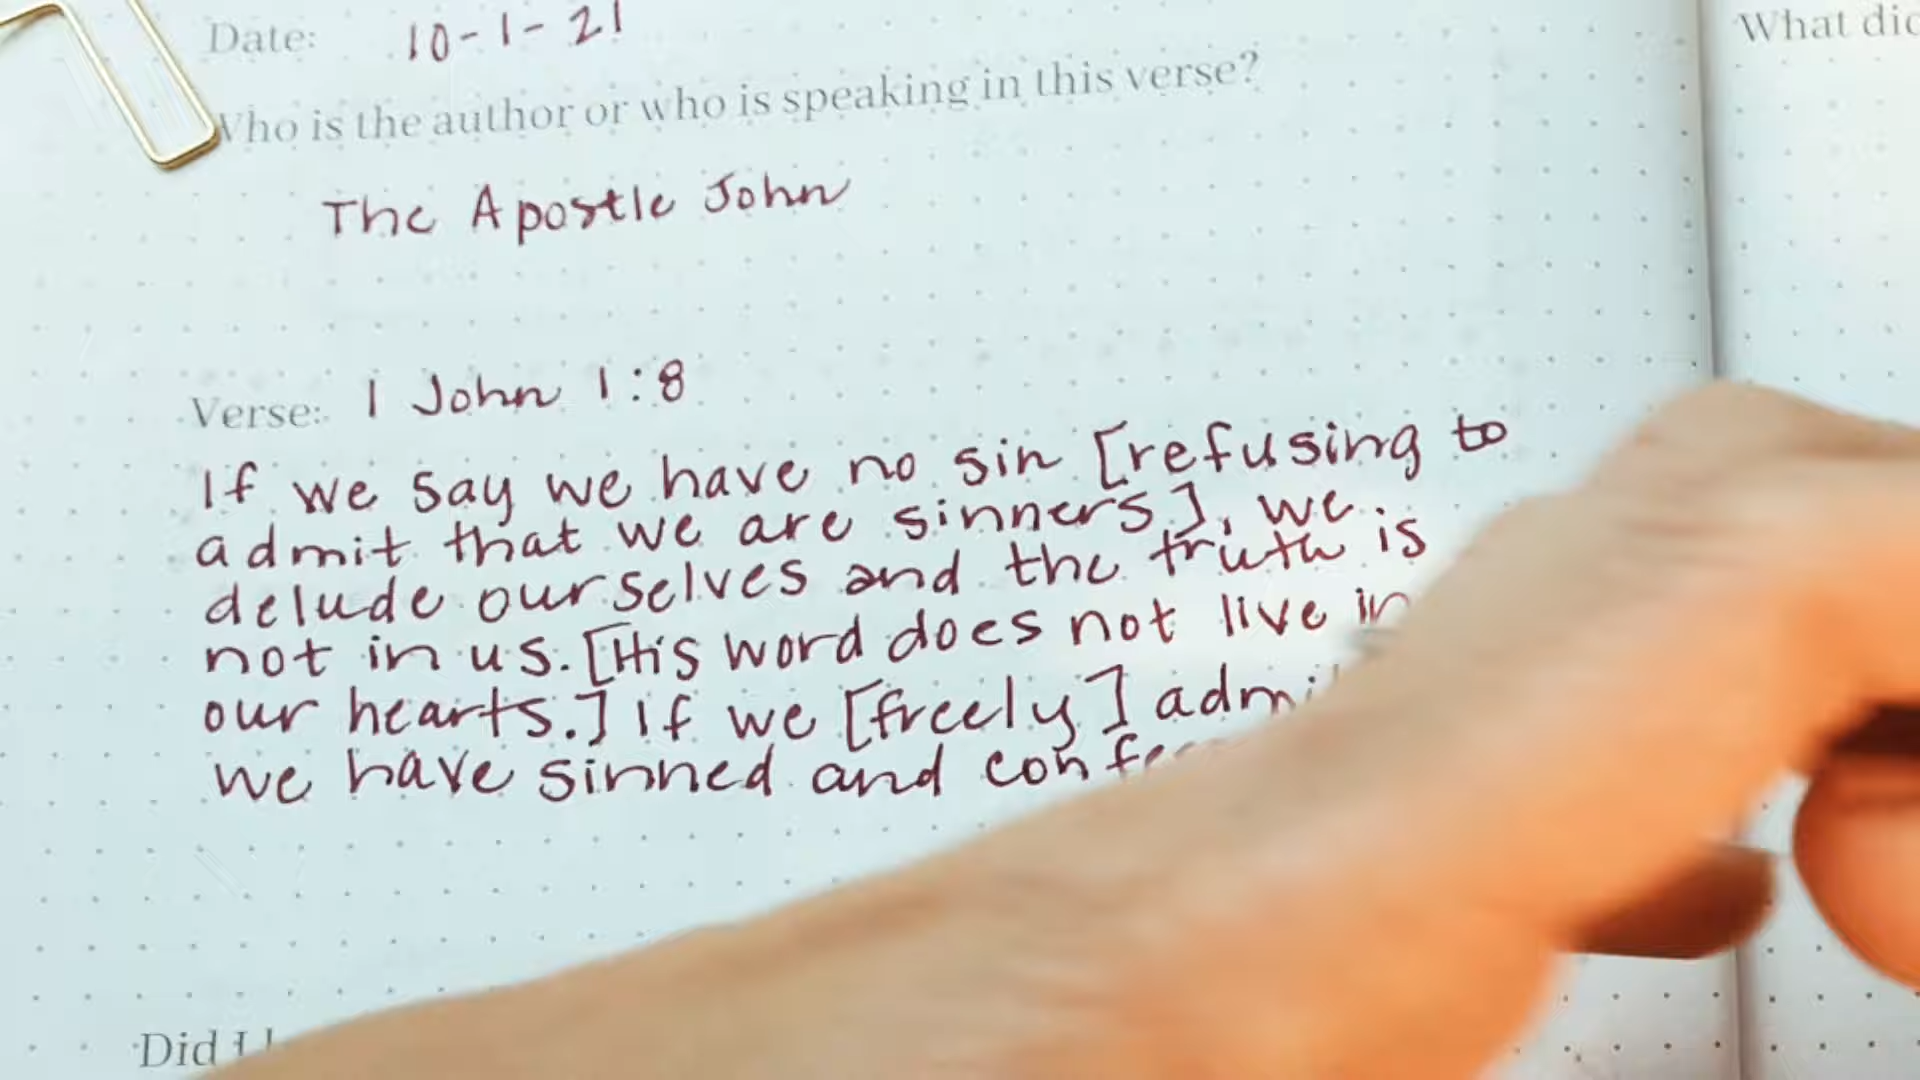 Date: 10-1-21
What
Who is the author or who is speaking in this verse?
The Apostle John
Verse: 1 John 1:8
If we say we have no sin [refusing to
admit that we are sinners], we
delude ourselves and the truth is
not in us. [His word does not live in
our hearts.] If we [freely]
we have sinned and
Did I